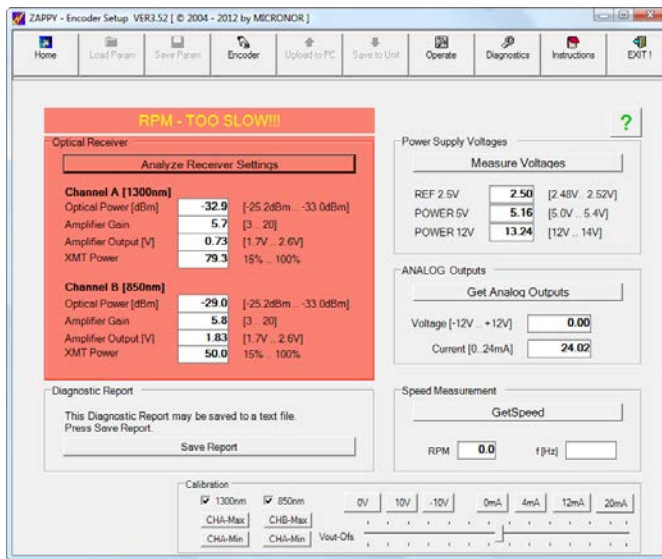 ZAPPY - Encoder Setup VER3.52 [ © 2004 - 2012 by MICRONOR ]
Home
Load Param
Save Param
Encoder
Upload to PC
Save to Unit
Operate
Diagnostics
Instructions
EXIT !
RPM - TOO SLOW!!!
?
Optical Receiver
Analyze Receiver Settings
Channel A [1300nm]
Optical Power [dBm] -32.9 [-25.2dBm .. -33.0dBm]
Amplifier Gain 5.7 [3 .. 20]
Amplifier Output [V] 0.73 [1.7V .. 2.6V]
XMT Power 79.3 15% .. 100%
Channel B [850nm]
Optical Power [dBm] -29.0 [-25.2dBm .. -33.0dBm]
Amplifier Gain 5.8 [3 .. 20]
Amplifier Output [V] 1.83 [1.7V .. 2.6V]
XMT Power 50.0 15% .. 100%
Power Supply Voltages
Measure Voltages
REF 2.5V 2.50 [2.48V.. 2.52V]
POWER 5V 5.16 [5.0V .. 5.4V]
POWER 12V 13.24 [12V .. 14V]
ANALOG Outputs
Get Analog Outputs
Voltage [-12V .. +12V] 0.00
Current [0..24mA] 24.02
Diagnostic Report
This Diagnostic Report may be saved to a text file.
Press Save Report.
Save Report
Speed Measurement
GetSpeed
RPM 0.0 f [Hz]
Calibration
1300nm 850nm 0V 10V -10V 0mA 4mA 12mA 20mA
CHA-Max CHB-Max
CHA-Min CHA-Min Vout-Ofs